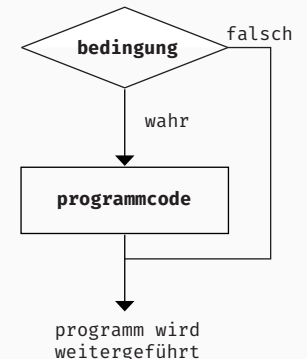 falsch
bedingung
wahr
programmcode
programm wird
weitergeführt